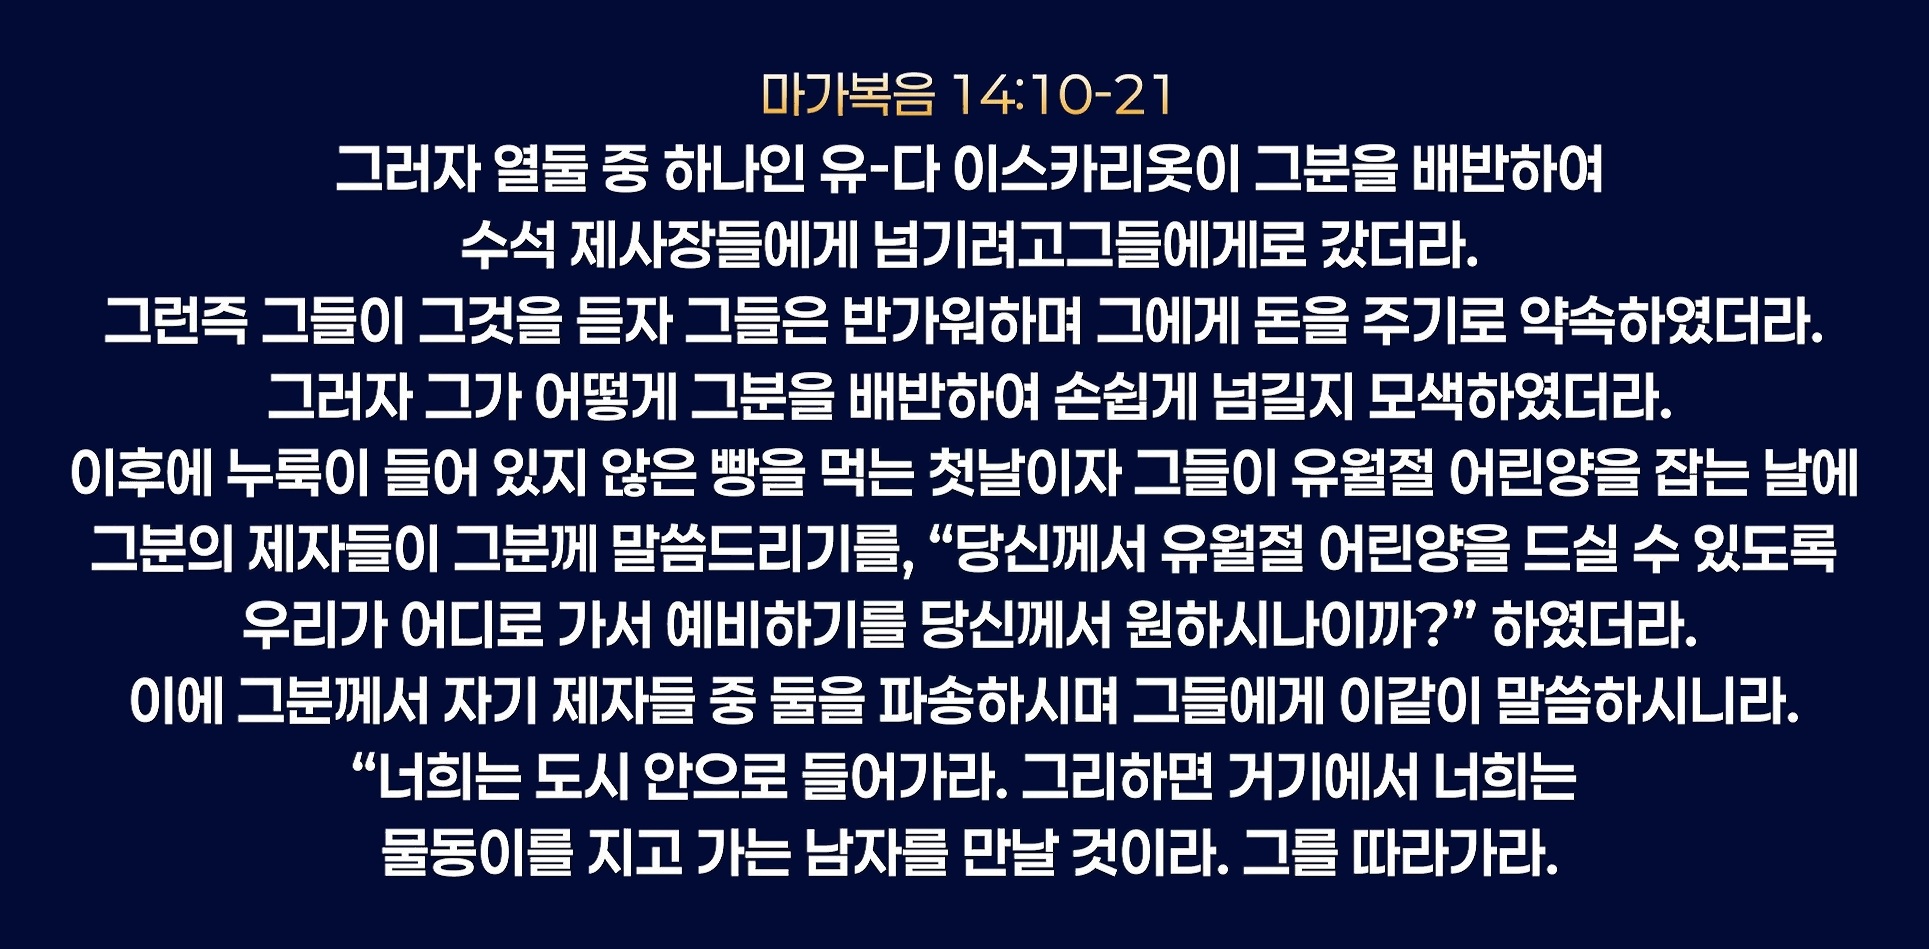 마가복음 14:10-21
그러자 열둘 중 하나인 유-다 이스카리옷이 그분을 배반하여
수석 제사장들에게 넘기려고그들에게로 갔더라.
그런즉 그들이 그것을 듣자 그들은 반가워하며 그에게 돈을 주기로 약속하였더라.
그러자 그가 어떻게 그분을 배반하여 손쉽게 넘길지 모색하였더라.
이후에 누룩이 들어 있지 않은 빵을 먹는 첫날이자 그들이 유월절 어린양을 잡는 날에
그분의 제자들이 그분께 말씀드리기를, “당신께서 유월절 어린양을 드실 수 있도록
우리가 어디로 가서 예비하기를 당신께서 원하시나이까?” 하였더라.
이에 그분께서 자기 제자들 중 둘을 파송하시며 그들에게 이같이 말씀하시니라.
“너희는 도시 안으로 들어가라. 그리하면 거기에서 너희는
물동이를 지고 가는 남자를 만날 것이라. 그를 따라가라.